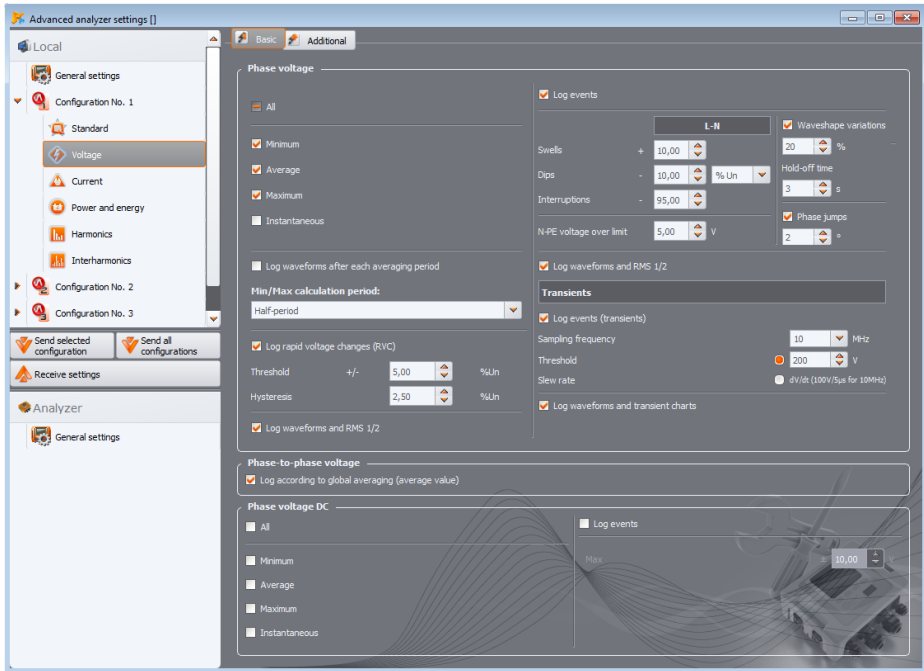 Advanced analyzer settings []
Local
General settings
Configuration No. 1
Standard
Voltage
Current
Power and energy
Harmonics
Interharmonics
Configuration No. 2
Configuration No. 3
Send selected configuration
Send all configurations
Receive settings
Analyzer
General settings
Basic
Additional
Phase voltage
All
Minimum
Average
Maximum
Instantaneous
Log waveforms after each averaging period
Min/Max calculation period:
Half-period
Log rapid voltage changes (RVC)
Threshold +/- 5,00 %Un
Hysteresis 2,50 %Un
Log waveforms and RMS 1/2
Log events
L-N
Swells + 10,00
Dips - 10,00 % Un
Interruptions - 95,00
N-PE voltage over limit 5,00 V
Waveshape variations
20 %
Hold-off time
3 s
Phase jumps
2 °
Log waveforms and RMS 1/2
Transients
Log events (transients)
Sampling frequency 10 MHz
Threshold 200 V
Slew rate dV/dt (100V/5µs for 10MHz)
Log waveforms and transient charts
Phase-to-phase voltage
Log according to global averaging (average value)
Phase voltage DC
All
Minimum
Average
Maximum
Instantaneous
Log events
Max ± 10,00 V